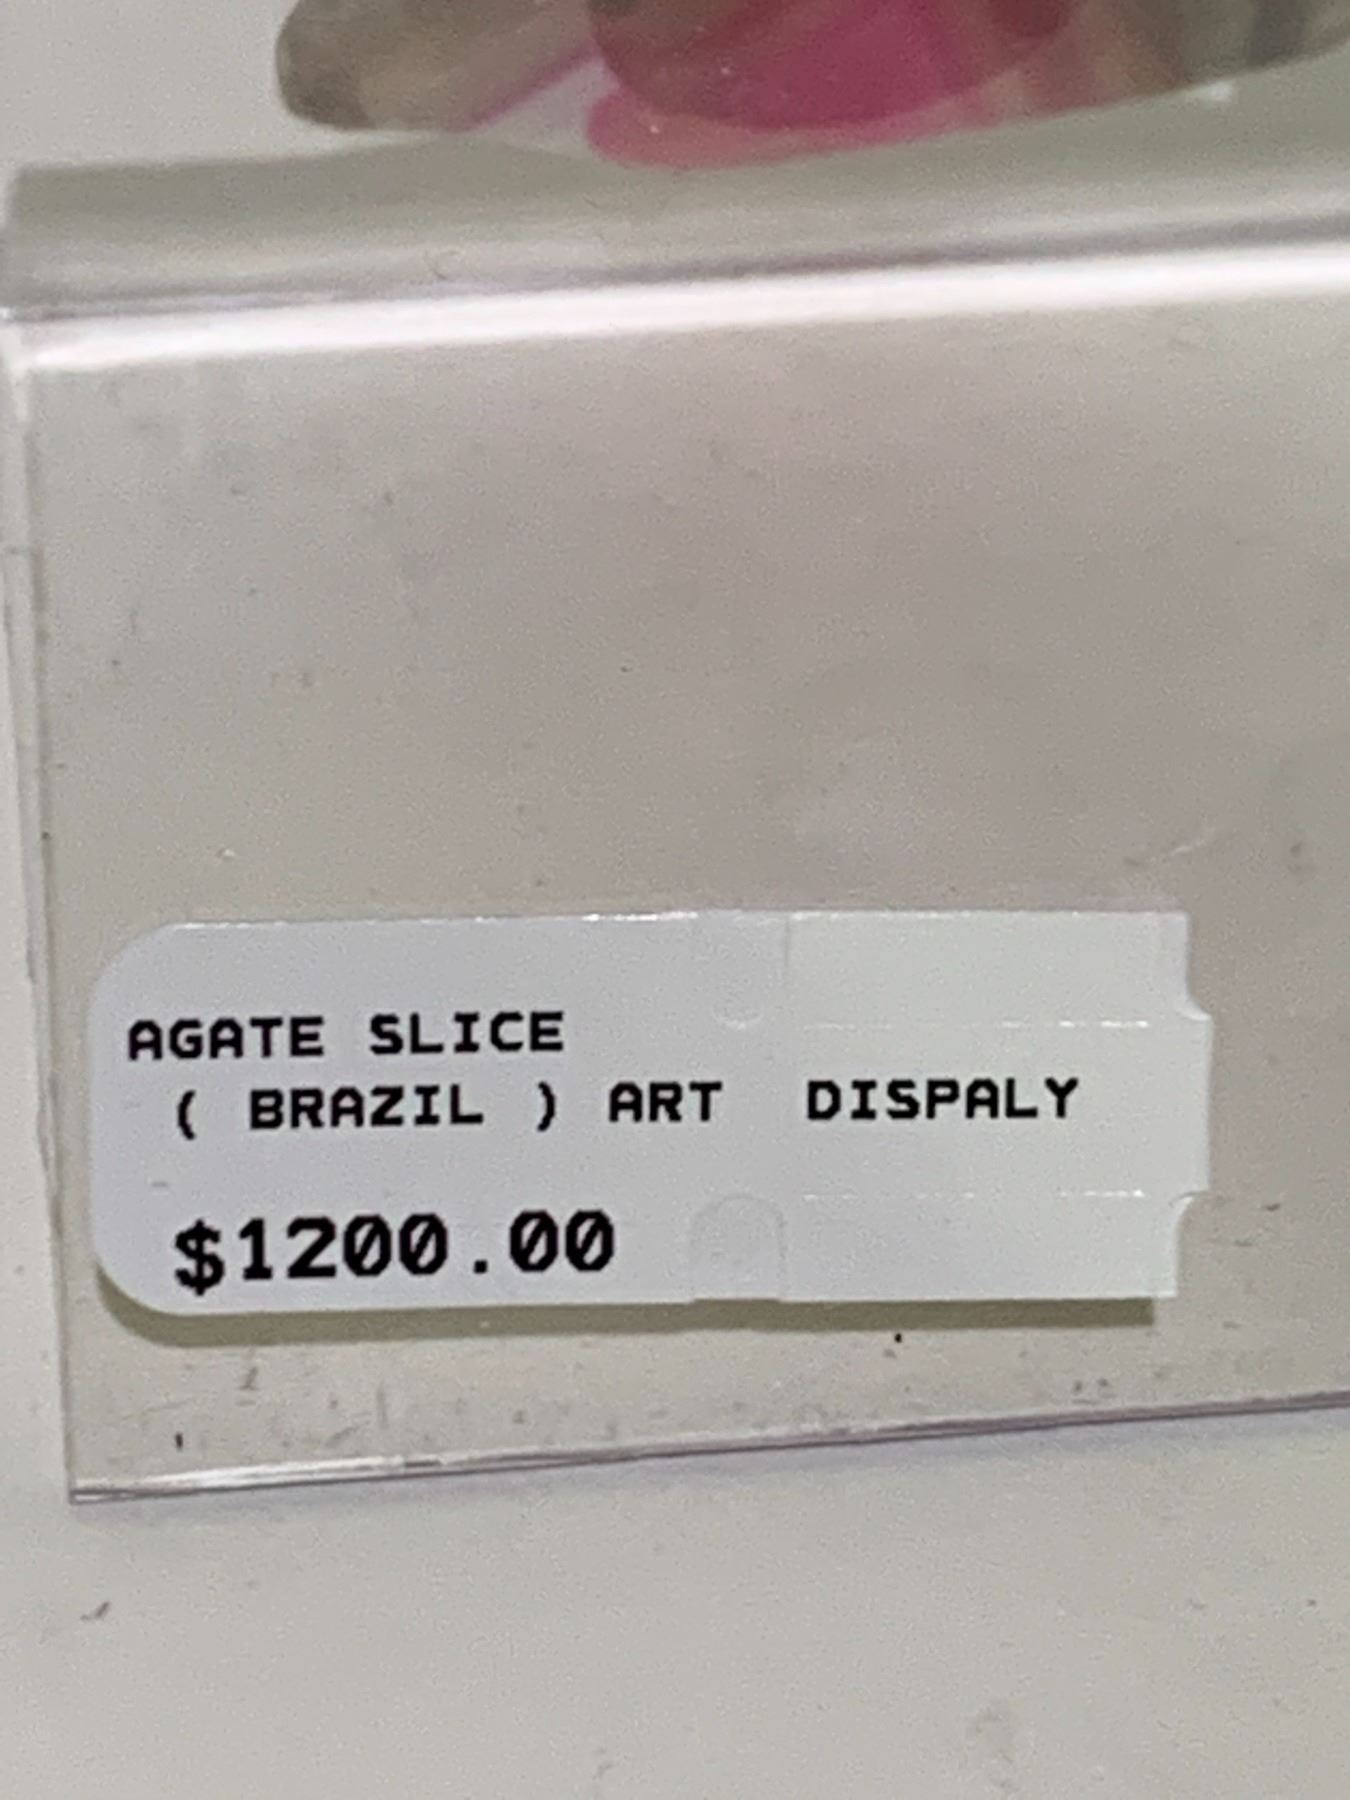 AGATE SLICE
( BRAZIL ) ART DISPALY
$1200.00